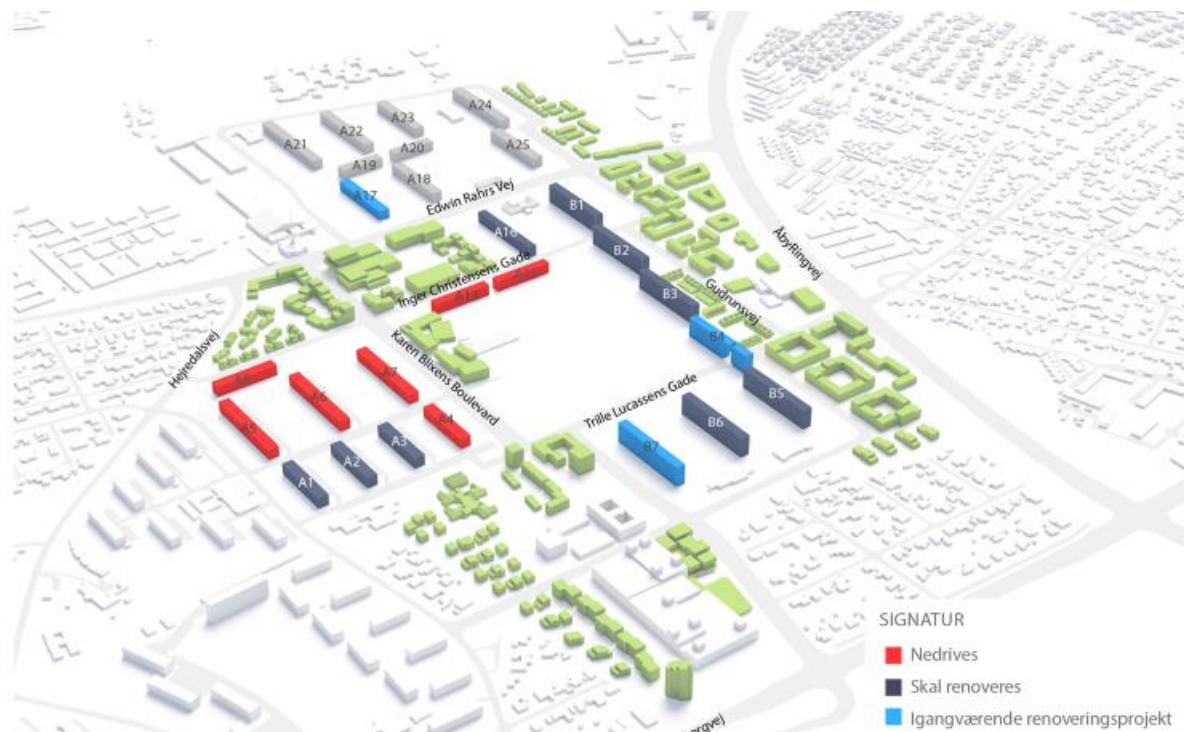 A24
A23
A22
A21
A25
A20
A19
A18
A17
Edwin Rahrs Vej
B1
A16
B2
ÅbyRingvej
Inger Christensens Gade
B3
Gudrunsvej
B4
Hejredalsvej
Karen Blixens Boulevard
A7
A6
Trille Lucassens Gade
B5
A4
B6
A5
A3
B7
A2
A1
SIGNATUR
Nedrives
Skal renoveres
Igangværende renoveringsprojekt